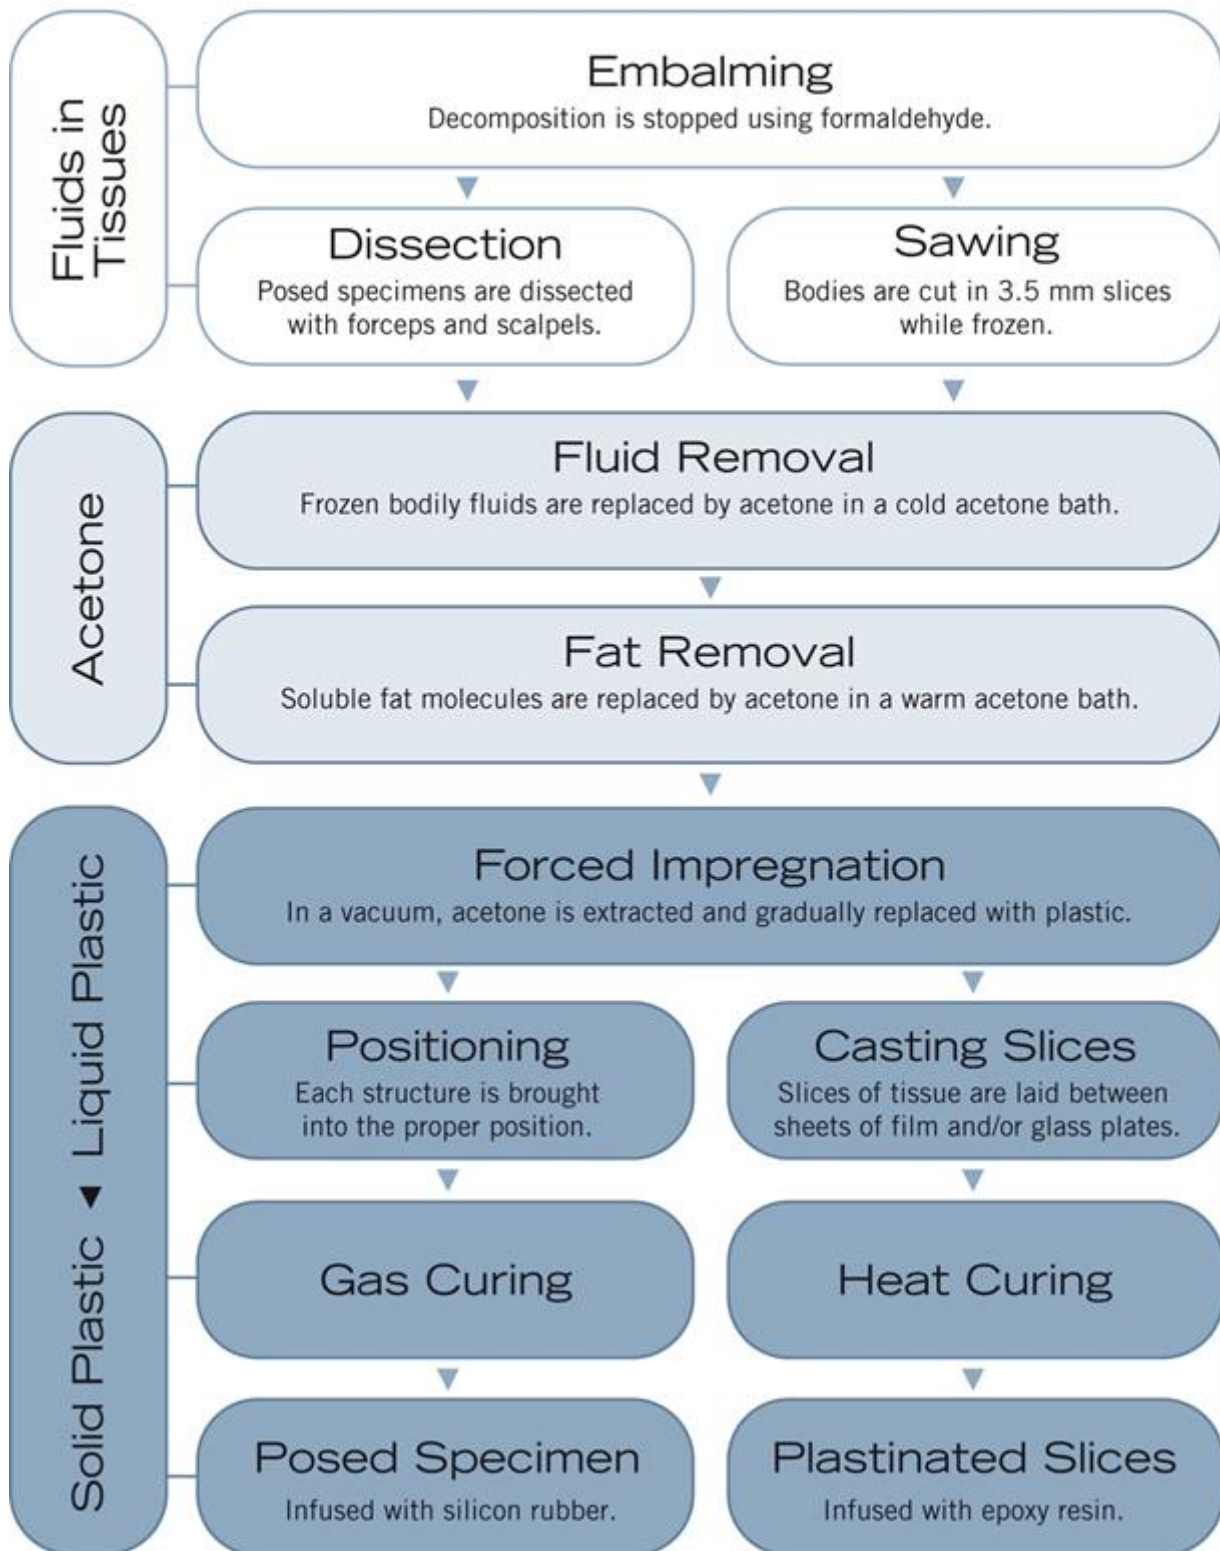 Fluids in
Tissues
Embalming
Decomposition is stopped using formaldehyde.
Dissection
Posed specimens are dissected
with forceps and scalpels.
Sawing
Bodies are cut in 3.5 mm slices
while frozen.
Acetone
Fluid Removal
Frozen bodily fluids are replaced by acetone in a cold acetone bath.
Fat Removal
Soluble fat molecules are replaced by acetone in a warm acetone bath.
Solid Plastic ◄ Liquid Plastic
Forced Impregnation
In a vacuum, acetone is extracted and gradually replaced with plastic.
Positioning
Each structure is brought
into the proper position.
Casting Slices
Slices of tissue are laid between
sheets of film and/or glass plates.
Gas Curing
Heat Curing
Posed Specimen
Infused with silicon rubber.
Plastinated Slices
Infused with epoxy resin.